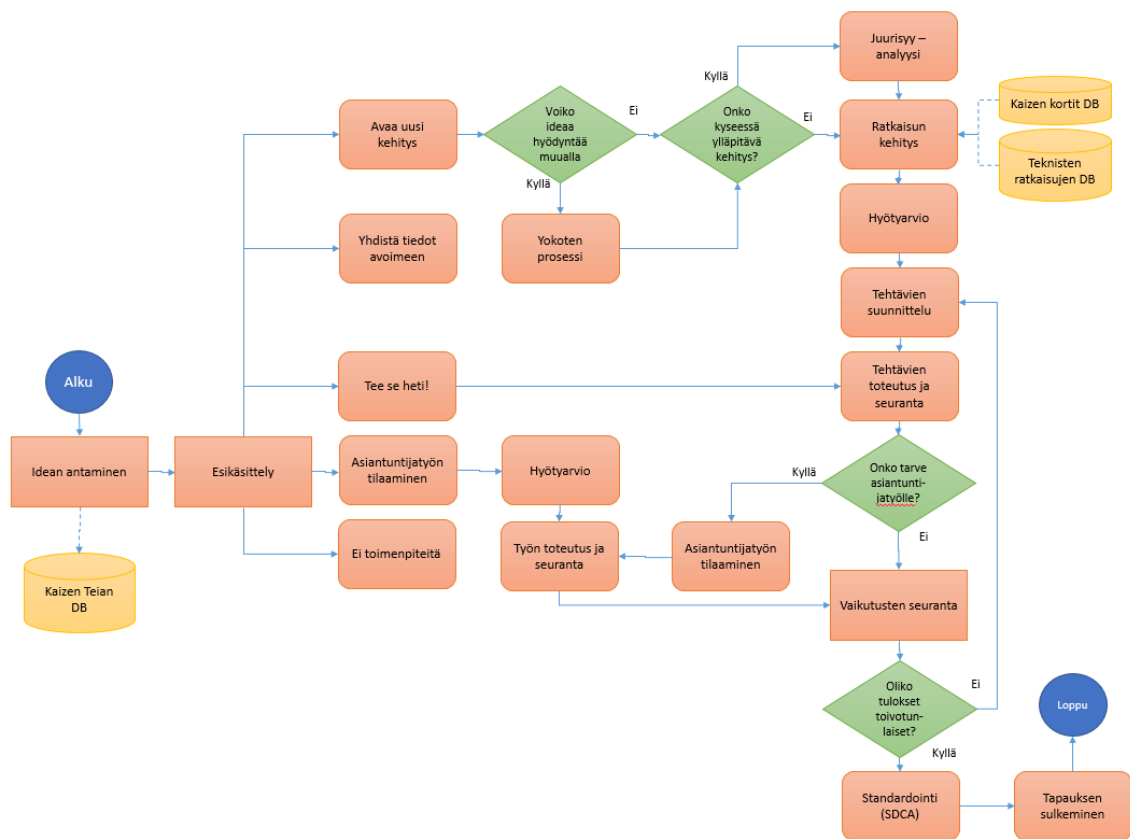 Juurisyy –
analyysi
Kyllä
Kaizen kortit DB
Avaa uusi
kehitys
Voiko
ideaa
hyödyntää
muualla
Ei
Onko
kyseessä
ylläpitävä
kehitys?
Ei
Ratkaisun
kehitys
Teknisten
ratkaisujen DB
Kyllä
Yhdistä tiedot
avoimeen
Yokoten
prosessi
Hyötyarvio
Tehtävien
suunnittelu
Alku
Tee se heti!
Tehtävien
toteutus ja
seuranta
Idean antaminen
Esikäsittely
Asiantuntijatyön
tilaaminen
Hyötyarvio
Kyllä
Onko tarve
asiantunti-
jatyölle?
Ei toimenpiteitä
Työn toteutus ja
seuranta
Asiantuntijatyön
tilaaminen
Ei
Kaizen Teian
DB
Vaikutusten seuranta
Oliko
tulokset
toivotun-
laiset?
Ei
Loppu
Kyllä
Standardointi
(SDCA)
Tapauksen
sulkeminen